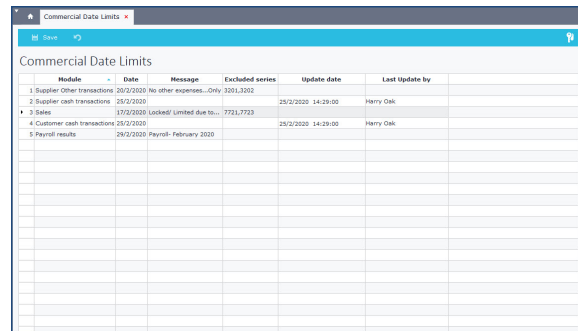 Commercial Date Limits ×
Save
Commercial Date Limits
Module Date Message Excluded series Update date Last Update by
1 Supplier Other transactions 20/2/2020 No other expenses...Only 3201,3202
2 Supplier cash transactions 25/2/2020 25/2/2020 14:29:00 Harry Oak
3 Sales 17/2/2020 Locked/ Limited due to... 7721,7723
4 Customer cash transactions 25/2/2020 25/2/2020 14:29:00 Harry Oak
5 Payroll results 29/2/2020 Payroll- February 2020